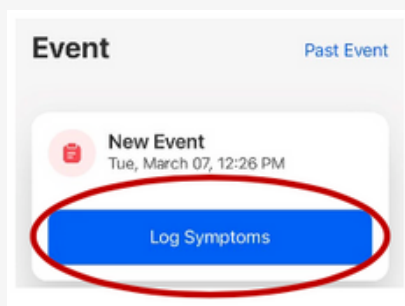 Event
Past Event
New Event
Tue, March 07, 12:26 PM
Log Symptoms